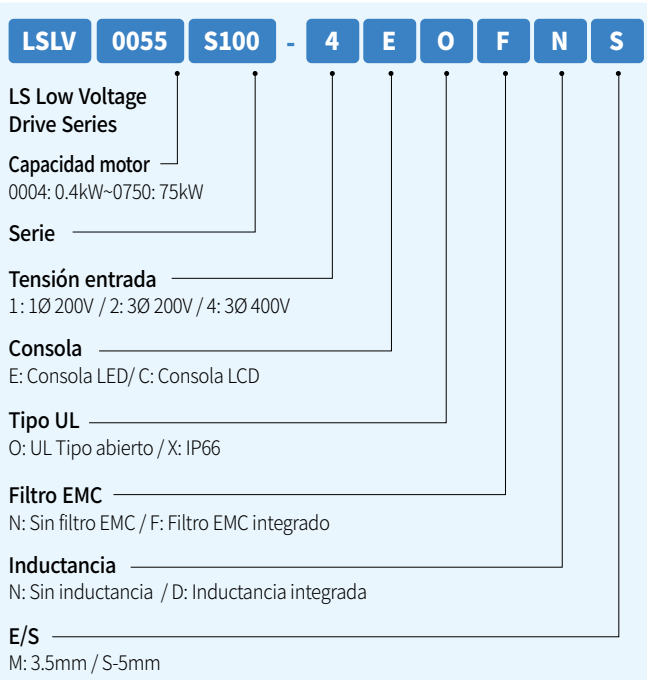 LSLV 0055 S100 - 4 E O F N S
LS Low Voltage
Drive Series
Capacidad motor
0004: 0.4kW~0750: 75kW
Serie
Tensión entrada
1: 1Ø 200V / 2: 3Ø 200V / 4: 3Ø 400V
Consola
E: Consola LED/ C: Consola LCD
Tipo UL
O: UL Tipo abierto / X: IP66
Filtro EMC
N: Sin filtro EMC / F: Filtro EMC integrado
Inductancia
N: Sin inductancia / D: Inductancia integrada
E/S
M: 3.5mm / S-5mm